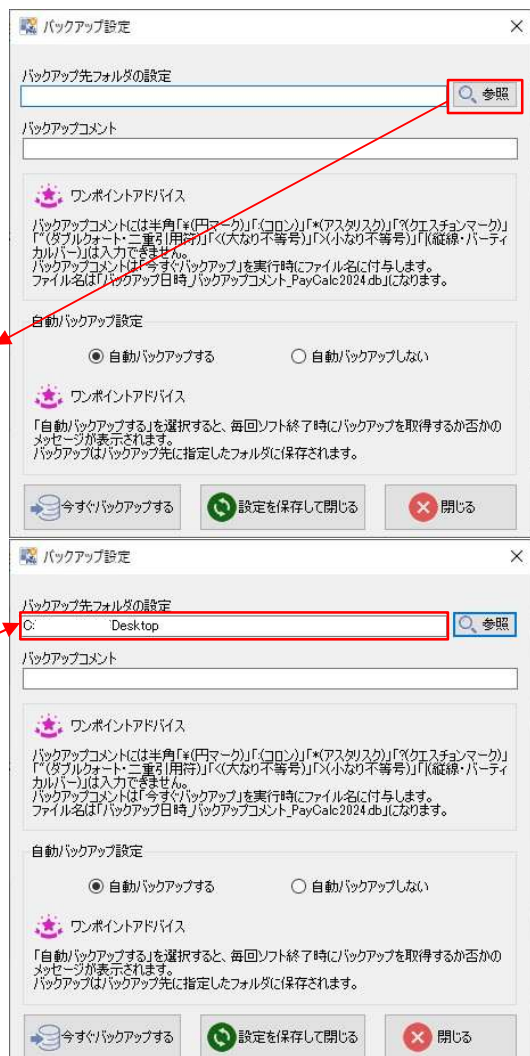 バックアップ設定
バックアップ先フォルダの設定
参照
バックアップコメント
ワンポイントアドバイス
バックアップコメントには半角「¥(円マーク)」「:(コロン)」「*(アスタリスク)」「?(クエスチョンマーク)」
「"(ダブルクォート・二重引用符)」「<(大なり不等号)」「>(小なり不等号)」「|(縦線・バーティ
カルバー)」は入力できません。
バックアップコメントは「今すぐバックアップ」を実行時にファイル名に付与します。
ファイル名は「バックアップ日時_バックアップコメント_PayCalc2024.db」になります。
自動バックアップ設定
自動バックアップする
自動バックアップしない
ワンポイントアドバイス
「自動バックアップする」を選択すると、毎回ソフト終了時にバックアップを取得するか否かの
メッセージが表示されます。
バックアップはバックアップ先に指定したフォルダに保存されます。
今すぐバックアップする
設定を保存して閉じる
閉じる
バックアップ設定
バックアップ先フォルダの設定
C: Desktop
参照
バックアップコメント
ワンポイントアドバイス
バックアップコメントには半角「¥(円マーク)」「:(コロン)」「*(アスタリスク)」「?(クエスチョンマーク)」
「"(ダブルクォート・二重引用符)」「<(大なり不等号)」「>(小なり不等号)」「|(縦線・バーティ
カルバー)」は入力できません。
バックアップコメントは「今すぐバックアップ」を実行時にファイル名に付与します。
ファイル名は「バックアップ日時_バックアップコメント_PayCalc2024.db」になります。
自動バックアップ設定
自動バックアップする
自動バックアップしない
ワンポイントアドバイス
「自動バックアップする」を選択すると、毎回ソフト終了時にバックアップを取得するか否かの
メッセージが表示されます。
バックアップはバックアップ先に指定したフォルダに保存されます。
今すぐバックアップする
設定を保存して閉じる
閉じる